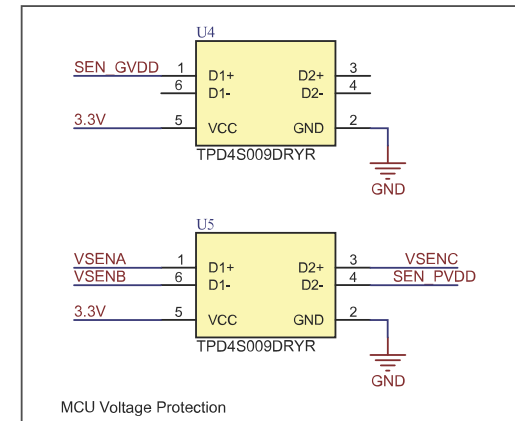 U4
SEN_GVDD 1 D1+ D2+ 3
6 D1- D2- 4
3.3V 5 VCC GND 2
TPD4S009DRYR
GND
U5
VSENA 1 D1+ D2+ 3 VSENC
VSENB 6 D1- D2- 4 SEN_PVDD
3.3V 5 VCC GND 2
TPD4S009DRYR
GND
MCU Voltage Protection